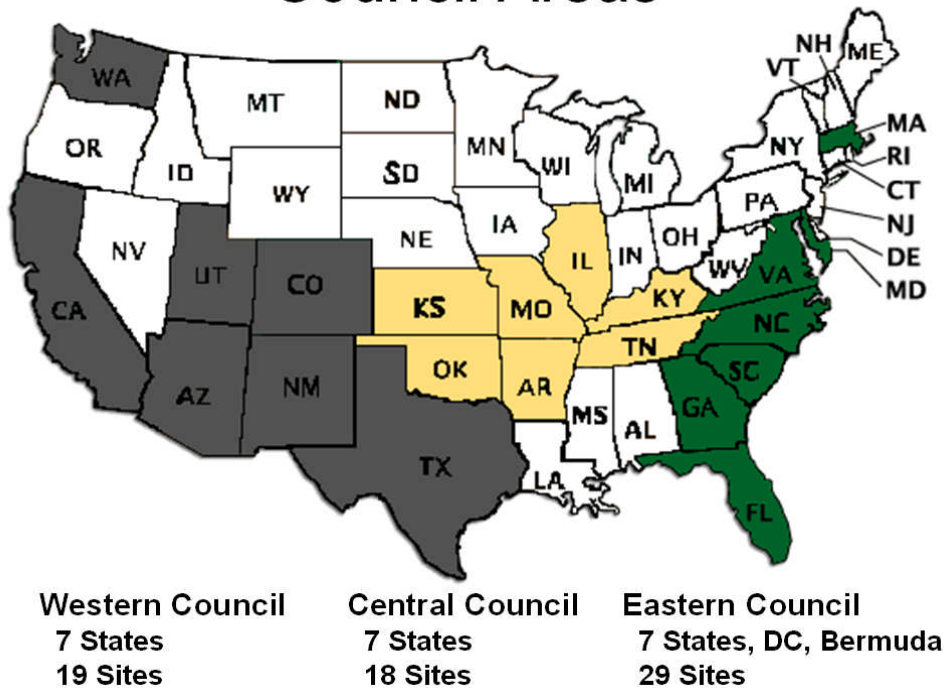 Council Areas
NH
ME
VT
WA
MT
ND
MN
MA
OR
ID
SD
WI
NY
RI
WY
MI
CT
PA
NJ
IA
NE
OH
NV
IL
IN
DE
UT
CO
WV
VA
MD
CA
KS
MO
KY
NC
TN
OK
AZ
NM
AR
SC
MS
AL
GA
TX
LA
FL
Western Council
7 States
19 Sites
Central Council
7 States
18 Sites
Eastern Council
7 States, DC, Bermuda
29 Sites